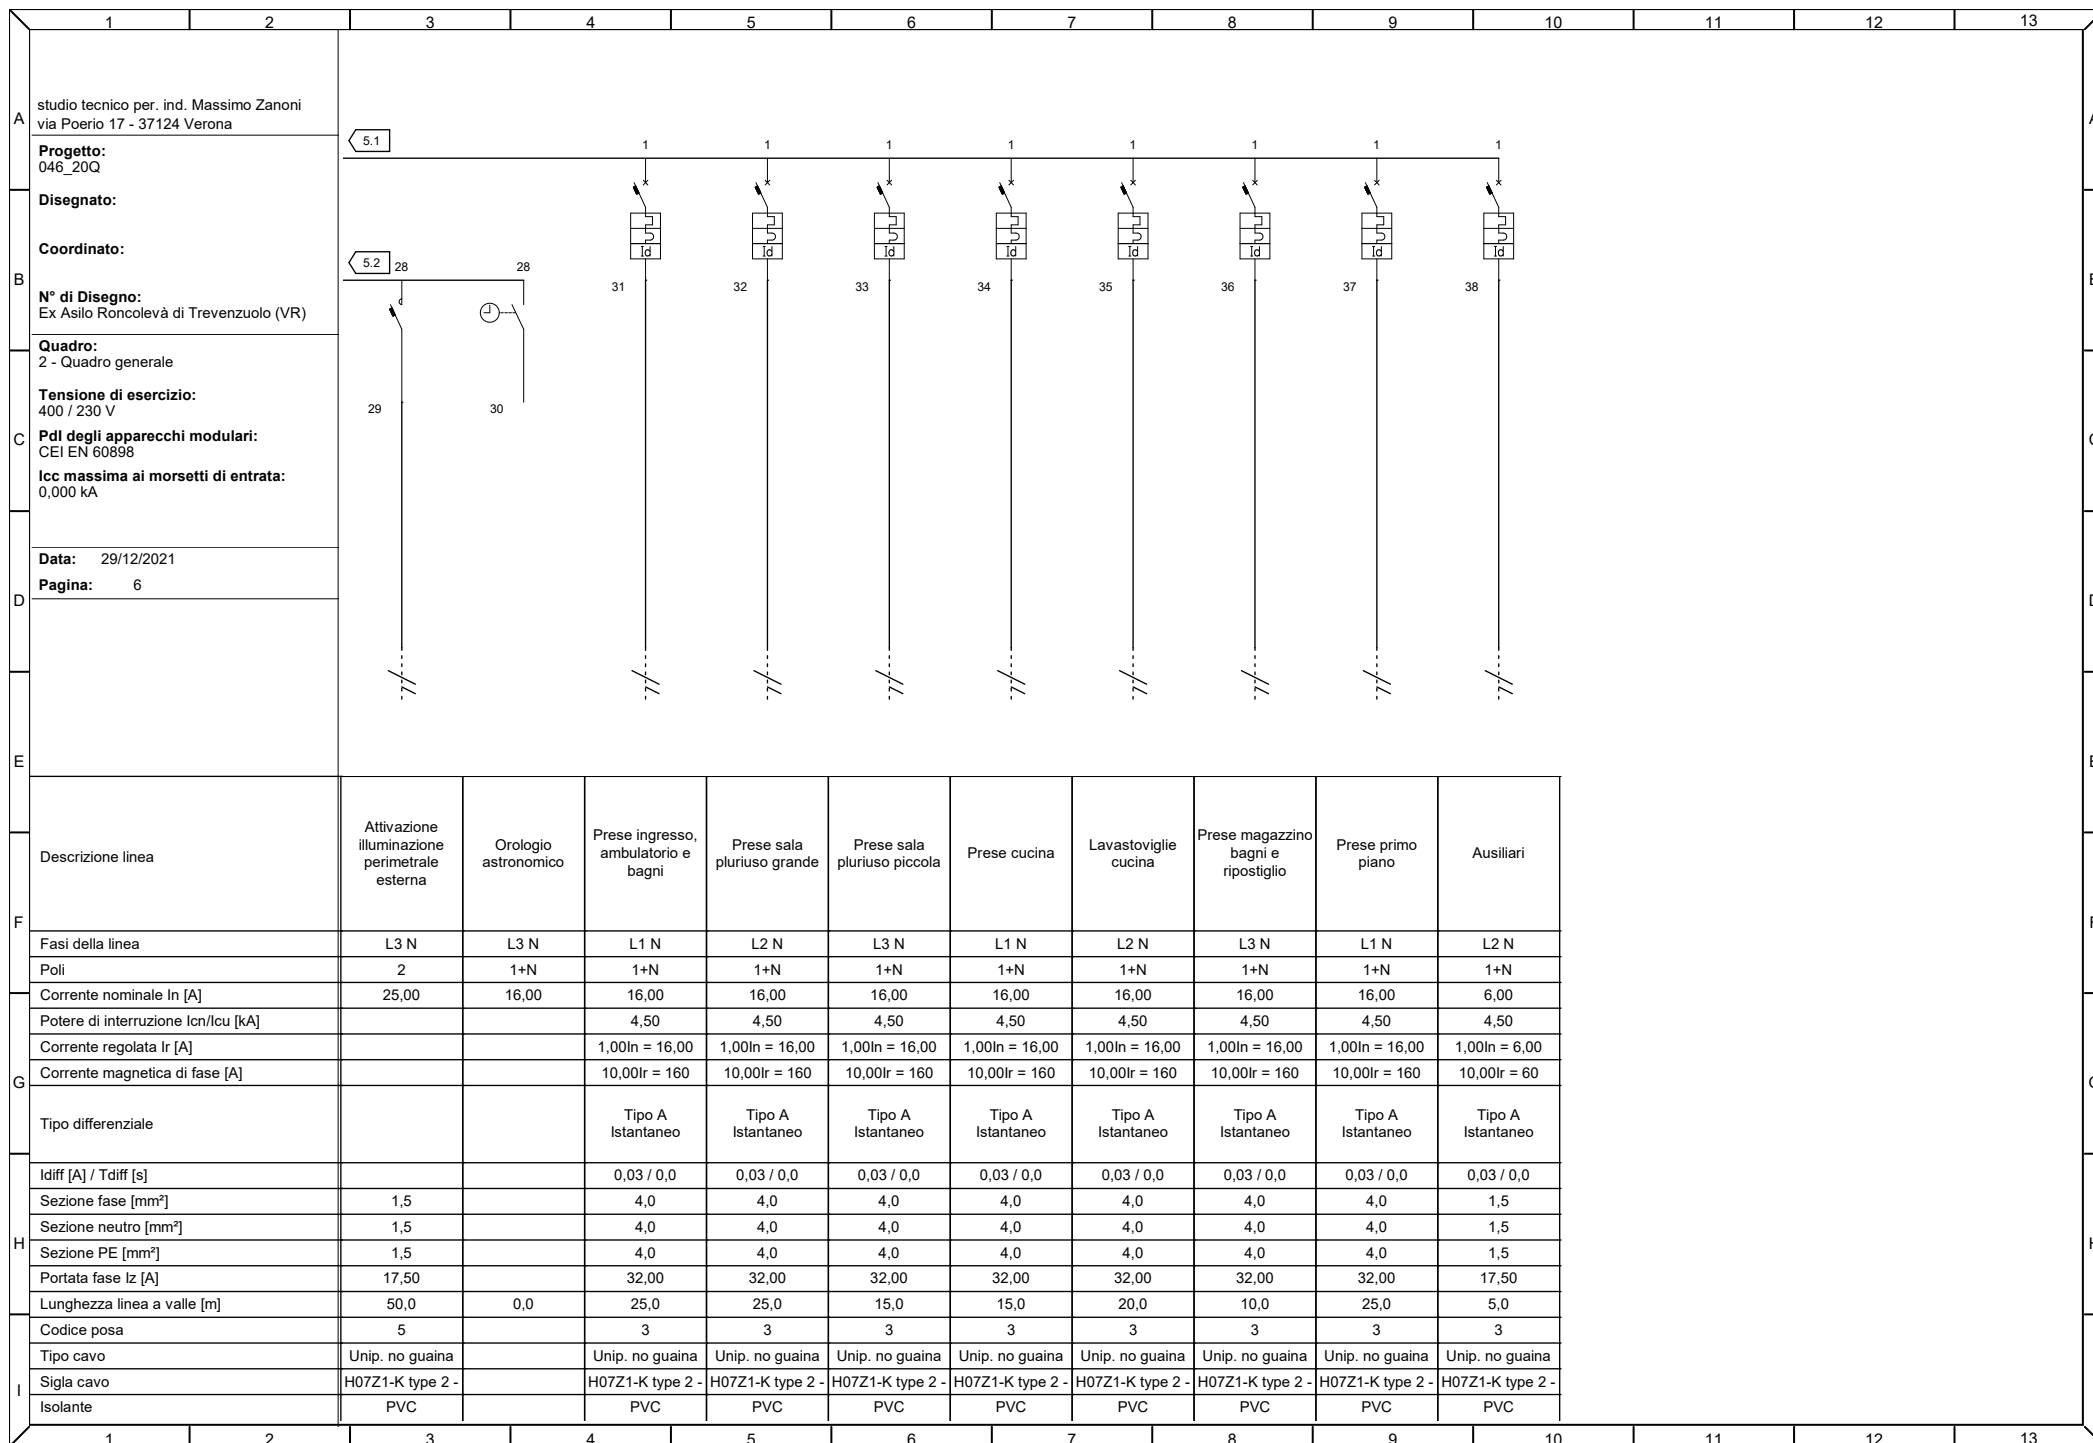 1 2 3 4 5 6 7 8 9 10 11 12 13
A
studio tecnico per. ind. Massimo Zanoni
via Poerio 17 - 37124 Verona
Progetto:
046_20Q
Disegnato:
Coordinato:
B
N° di Disegno:
Ex Asilo Roncolevà di Trevenzuolo (VR)
Quadro:
2 - Quadro generale
Tensione di esercizio:
400 / 230 V
C
PdI degli apparecchi modulari:
CEI EN 60898
Icc massima ai morsetti di entrata:
0,000 kA
Data: 29/12/2021
Pagina: 6
D
E
F
G
H
I
5.1
1 1 1 1 1 1 1 1
Id Id Id Id Id Id Id Id
5.2 28 28
31 32 33 34 35 36 37 38
29 30
Descrizione linea
Attivazione
illuminazione
perimetrale
esterna
Orologio
astronomico
Prese ingresso,
ambulatorio e
bagni
Prese sala
pluriuso grande
Prese sala
pluriuso piccola
Prese cucina
Lavastoviglie
cucina
Prese magazzino
bagni e
ripostiglio
Prese primo
piano
Ausiliari
Fasi della linea L3 N L3 N L1 N L2 N L3 N L1 N L2 N L3 N L1 N L2 N
Poli 2 1+N 1+N 1+N 1+N 1+N 1+N 1+N 1+N 1+N
Corrente nominale In [A] 25,00 16,00 16,00 16,00 16,00 16,00 16,00 16,00 16,00 6,00
Potere di interruzione Icn/Icu [kA] 4,50 4,50 4,50 4,50 4,50 4,50 4,50 4,50
Corrente regolata Ir [A] 1,00In = 16,00 1,00In = 16,00 1,00In = 16,00 1,00In = 16,00 1,00In = 16,00 1,00In = 16,00 1,00In = 16,00 1,00In = 6,00
Corrente magnetica di fase [A] 10,00Ir = 160 10,00Ir = 160 10,00Ir = 160 10,00Ir = 160 10,00Ir = 160 10,00Ir = 160 10,00Ir = 160 10,00Ir = 60
Tipo differenziale
Tipo A Tipo A Tipo A Tipo A Tipo A Tipo A Tipo A Tipo A
Istantaneo Istantaneo Istantaneo Istantaneo Istantaneo Istantaneo Istantaneo Istantaneo
Idiff [A] / Tdiff [s] 0,03 / 0,0 0,03 / 0,0 0,03 / 0,0 0,03 / 0,0 0,03 / 0,0 0,03 / 0,0 0,03 / 0,0 0,03 / 0,0
Sezione fase [mm²] 1,5 4,0 4,0 4,0 4,0 4,0 4,0 4,0 1,5
Sezione neutro [mm²] 1,5 4,0 4,0 4,0 4,0 4,0 4,0 4,0 1,5
Sezione PE [mm²] 1,5 4,0 4,0 4,0 4,0 4,0 4,0 4,0 1,5
Portata fase Iz [A] 17,50 32,00 32,00 32,00 32,00 32,00 32,00 32,00 17,50
Lunghezza linea a valle [m] 50,0 0,0 25,0 25,0 15,0 15,0 20,0 10,0 25,0 5,0
Codice posa 5 3 3 3 3 3 3 3 3
Tipo cavo Unip. no guaina Unip. no guaina Unip. no guaina Unip. no guaina Unip. no guaina Unip. no guaina Unip. no guaina Unip. no guaina Unip. no guaina
Sigla cavo H07Z1-K type 2 - H07Z1-K type 2 - H07Z1-K type 2 - H07Z1-K type 2 - H07Z1-K type 2 - H07Z1-K type 2 - H07Z1-K type 2 - H07Z1-K type 2 - H07Z1-K type 2 -
Isolante PVC PVC PVC PVC PVC PVC PVC PVC PVC
1 2 3 4 5 6 7 8 9 10 11 12 13